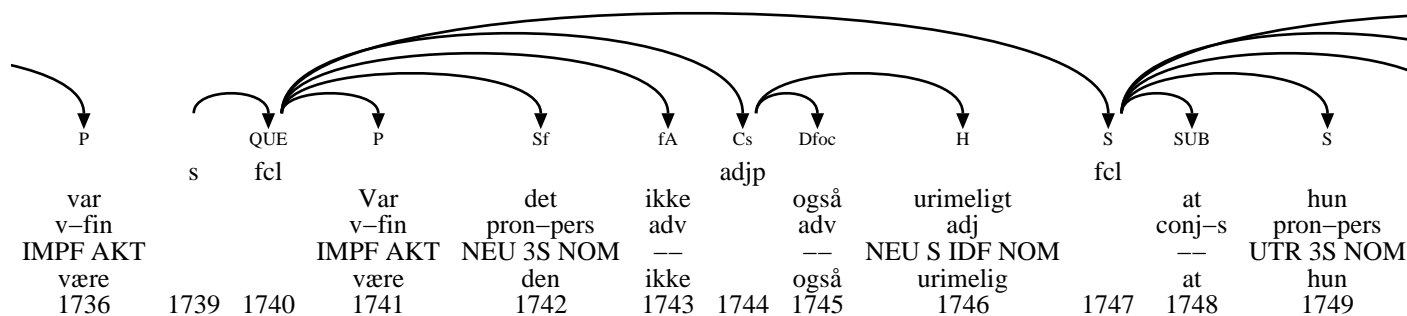 P QUE P Sf fA Cs Dfoc H S SUB S
s fcl adjp fcl
var Var det ikke også urimeligt at hun
v−fin v−fin pron−pers adv adv adj conj−s pron−pers
IMPF AKT IMPF AKT NEU 3S NOM −− −− NEU S IDF NOM −− UTR 3S NOM
være være den ikke også urimelig at hun
1736 1739 1740 1741 1742 1743 1744 1745 1746 1747 1748 1749